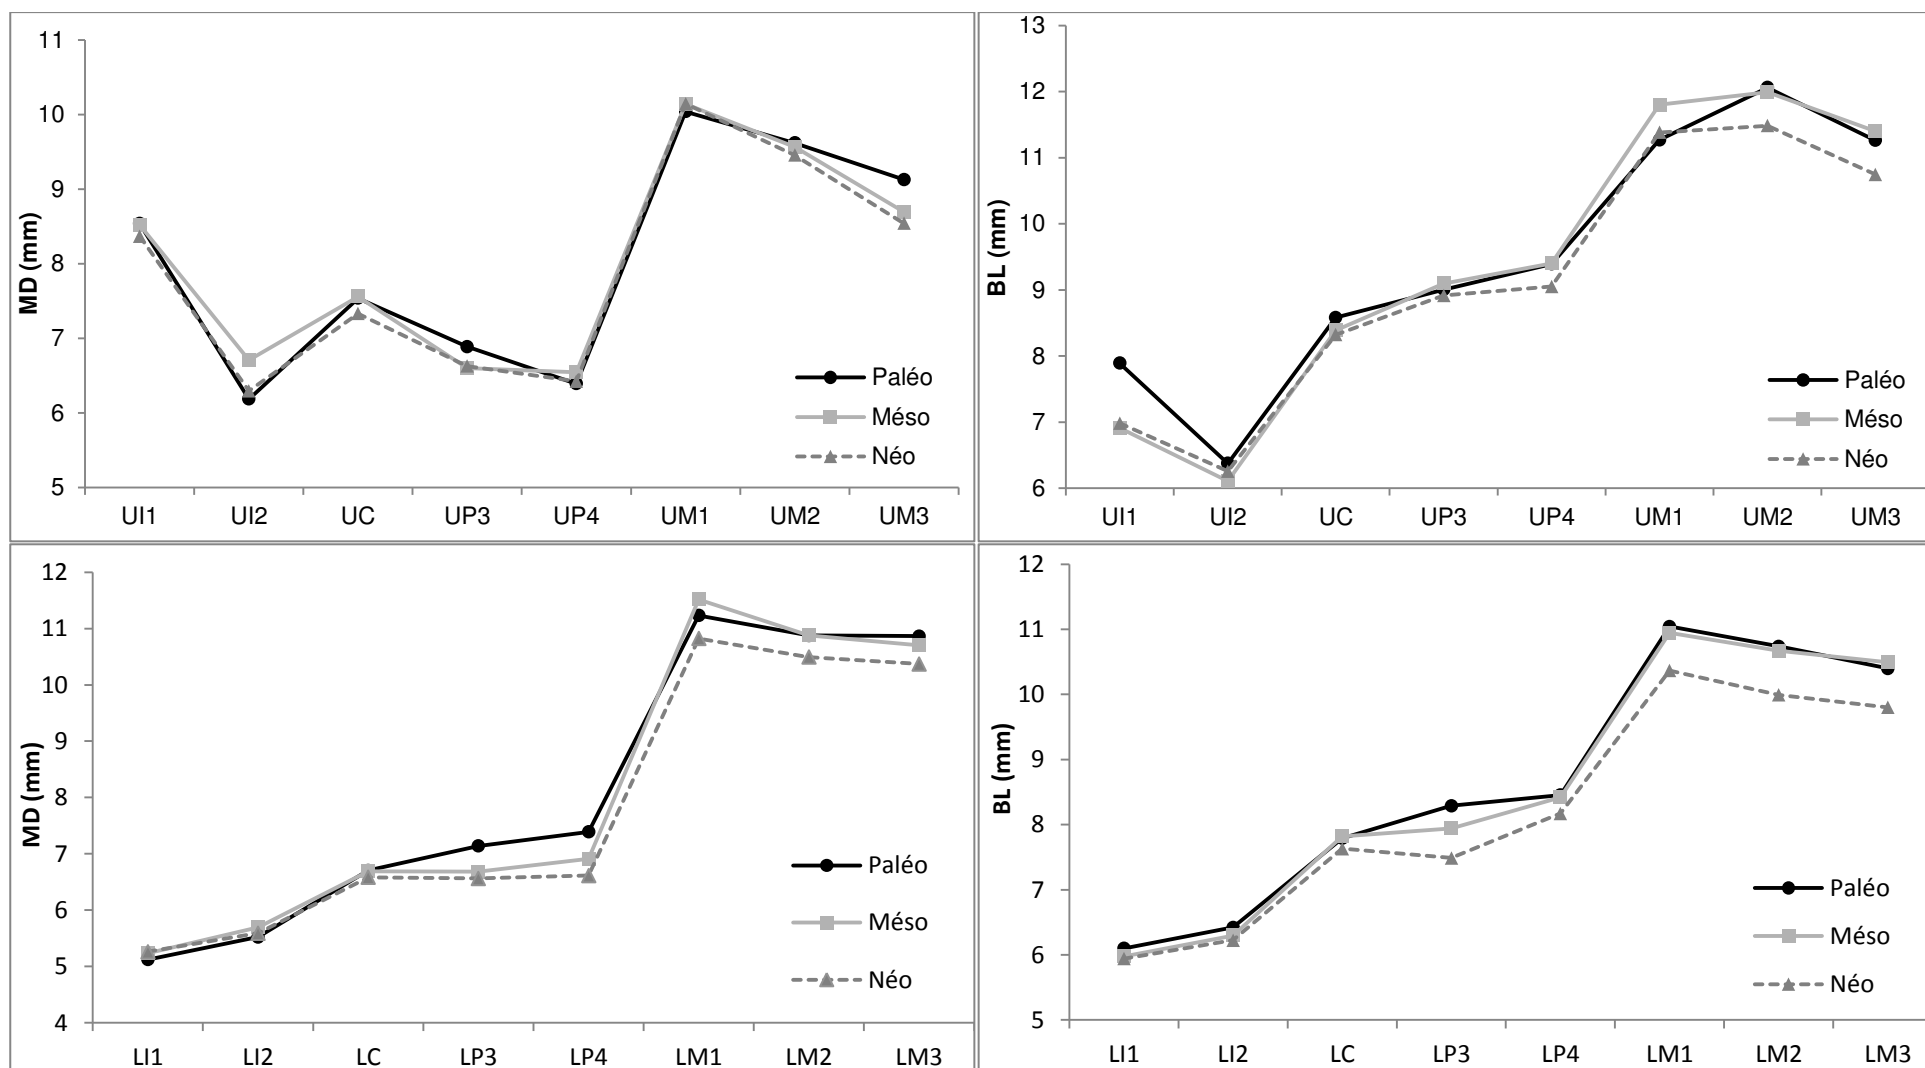 11
10
9
8
7
6
5
MD (mm)
UI1 UI2 UC UP3 UP4 UM1 UM2 UM3
Paléo
Méso
Néo
13
12
11
10
9
8
7
6
BL (mm)
UI1 UI2 UC UP3 UP4 UM1 UM2 UM3
Paléo
Méso
Néo
12
11
10
9
8
7
6
5
4
MD (mm)
LI1 LI2 LC LP3 LP4 LM1 LM2 LM3
Paléo
Méso
Néo
12
11
10
9
8
7
6
5
BL (mm)
LI1 LI2 LC LP3 LP4 LM1 LM2 LM3
Paléo
Méso
Néo